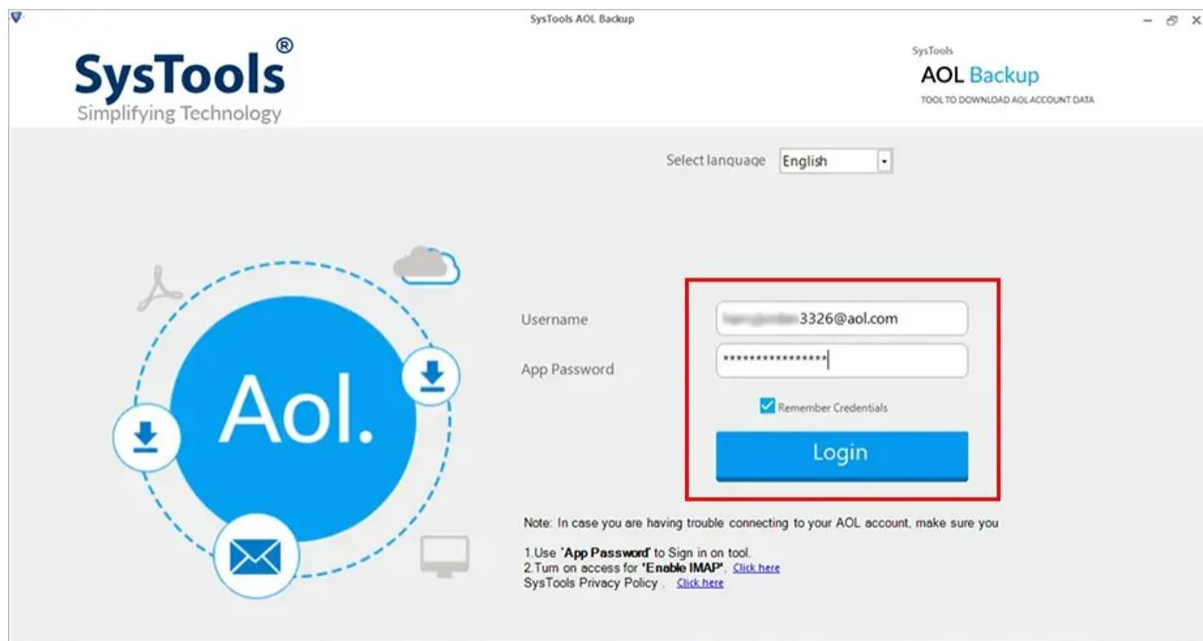 SysTools AOL Backup
SysTools®
Simplifying Technology
SysTools
AOL Backup
TOOL TO DOWNLOAD AOL ACCOUNT DATA
Select language English
Aol.
Username
3326@aol.com
App Password
****************
Remember Credentials
Login
Note: In case you are having trouble connecting to your AOL account, make sure you
1.Use 'App Password' to Sign in on tool.
2.Turn on access for "Enable IMAP". Click here
SysTools Privacy Policy . Click here